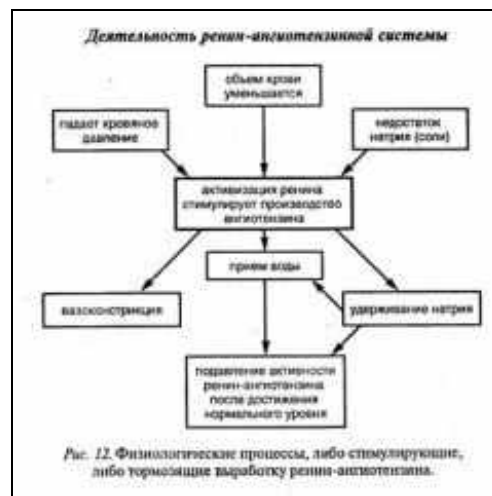 Деятельность ренин-ангиотензинной системы
объем крови
уменьшается
падает кровяное
давление
недостаток
натрия (соли)
активизация ренина
стимулирует производство
ангиотензина
прием воды
вазоконстрикция
удерживание натрия
подавление активности
ренин-ангиотензина
после достижения
нормального уровня
Рис. 12. Физиологические процессы, либо стимулирующие,
либо тормозящие выработку ренин-ангиотензина.